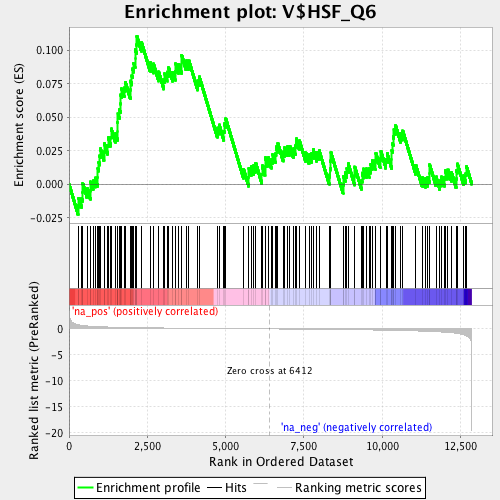 Enrichment plot: V$HSF_Q6
Enrichment score (ES)
0.100
0.075
0.050
0.025
0.000
-0.025
'na_pos' (positively correlated)
Ranked list metric (PreRanked)
0
-5
-10
-15
-20
Zero cross at 6412
'na_neg' (negatively correlated)
0 2,500 5,000 7,500 10,000 12,500
Rank in Ordered Dataset
Enrichment profile Hits Ranking metric scores